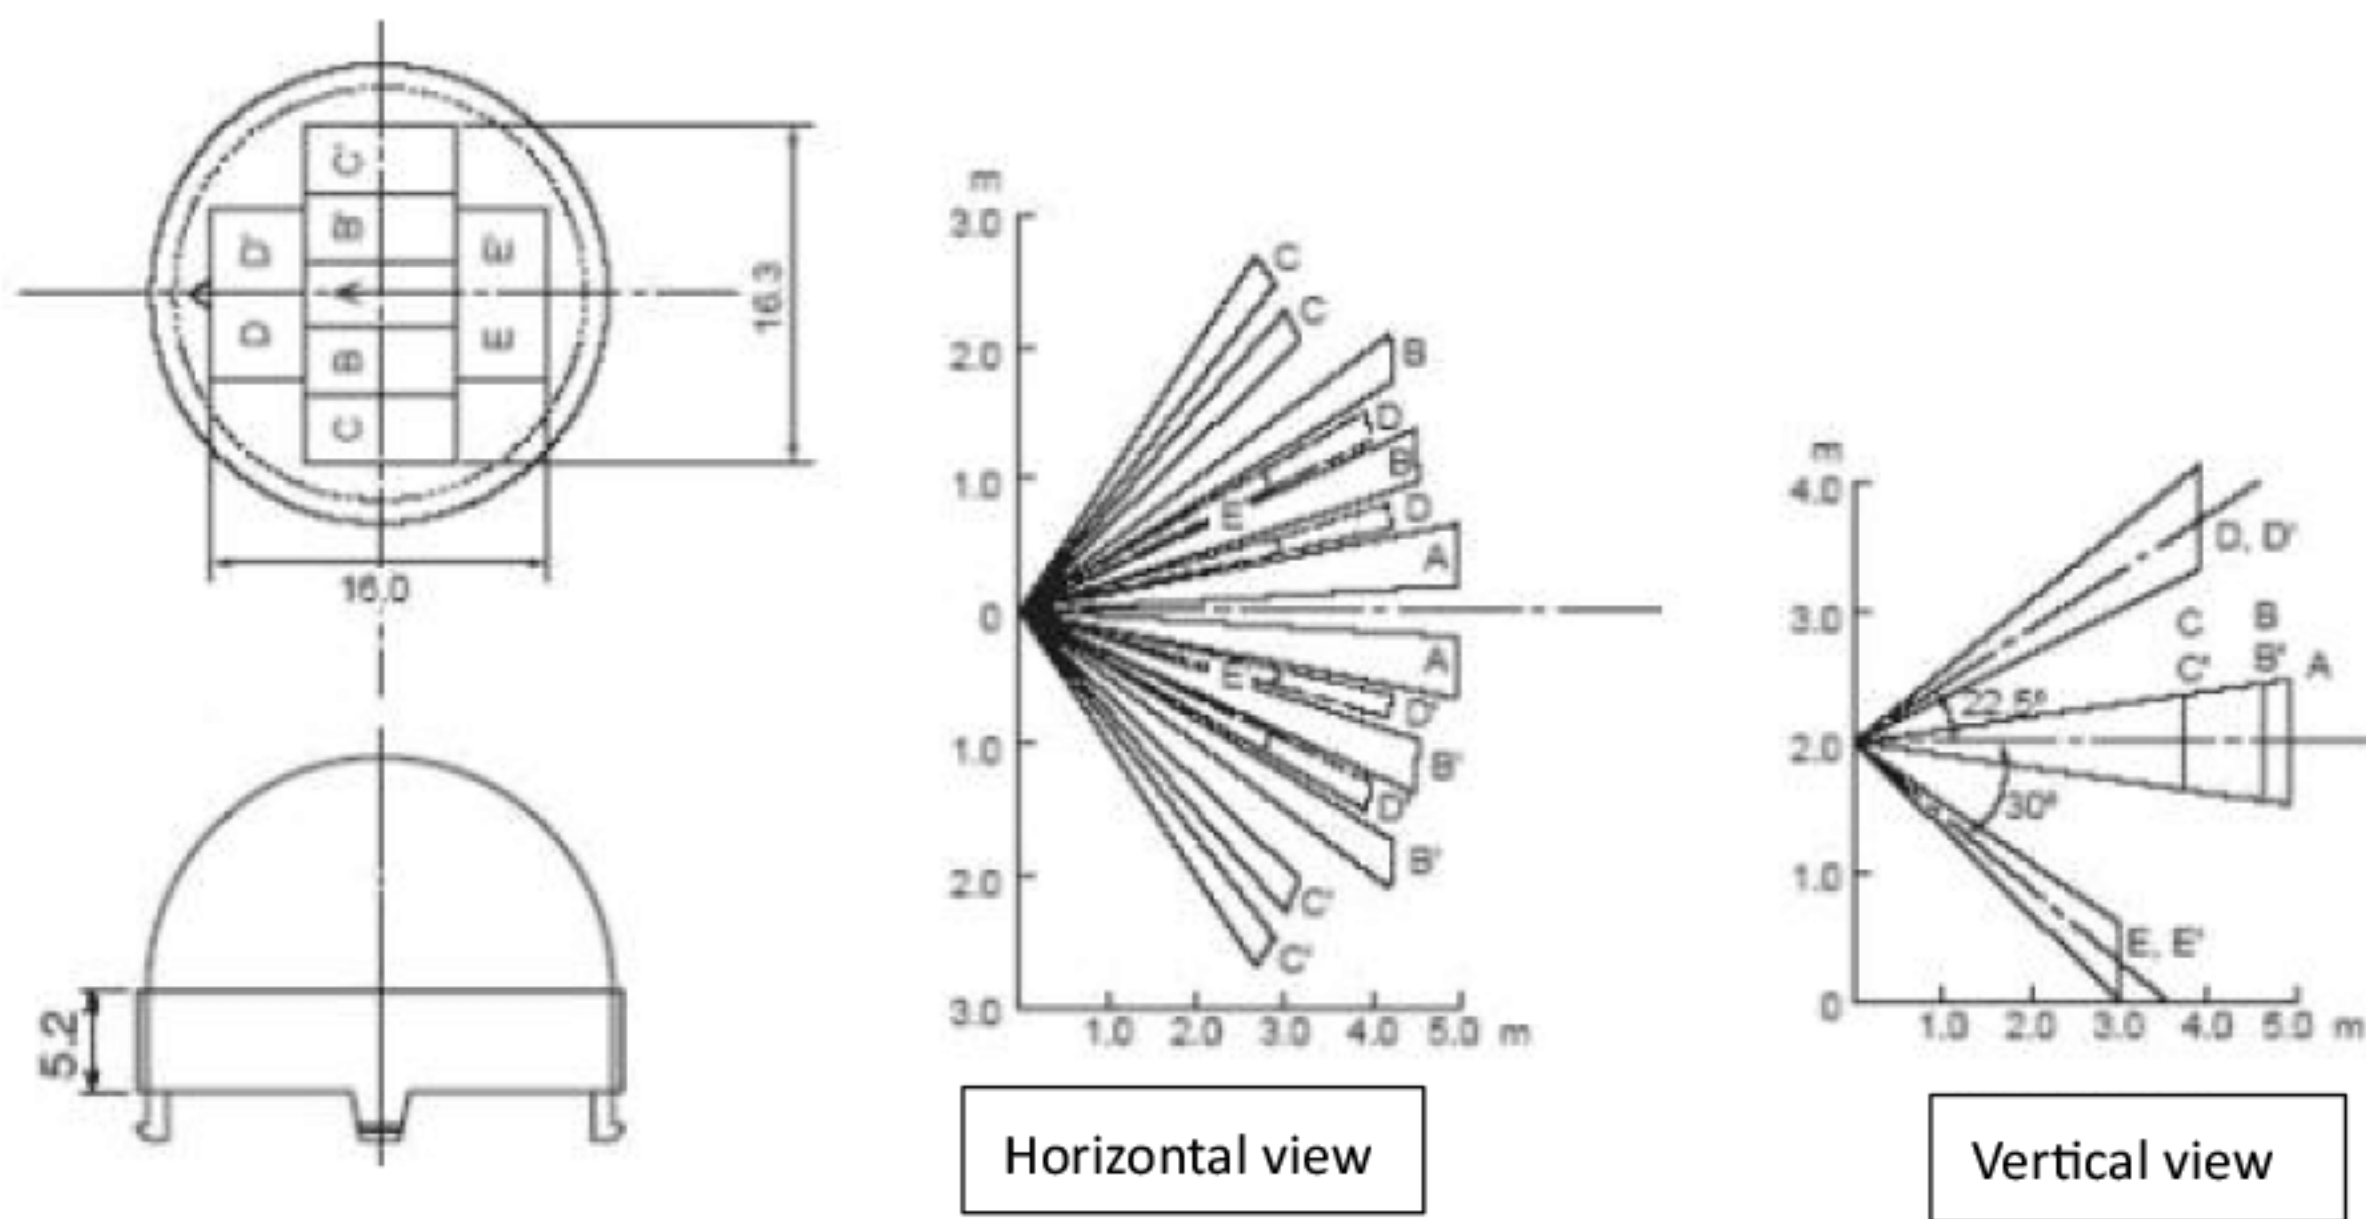 C'
B'
D'
E'
A
D
E
B
C
16.3
16.0
5.2
m
3.0
C
C
2.0
B
D
1.0
B
E
D
A
0
A
E
D'
1.0
B'
D'
B'
2.0
C'
C'
3.0
1.0 2.0 3.0 4.0 5.0 m
Horizontal view
m
4.0
D, D'
3.0
C B
C' B' A
22.5°
2.0
30°
1.0
E, E'
0
1.0 2.0 3.0 4.0 5.0 m
Vertical view